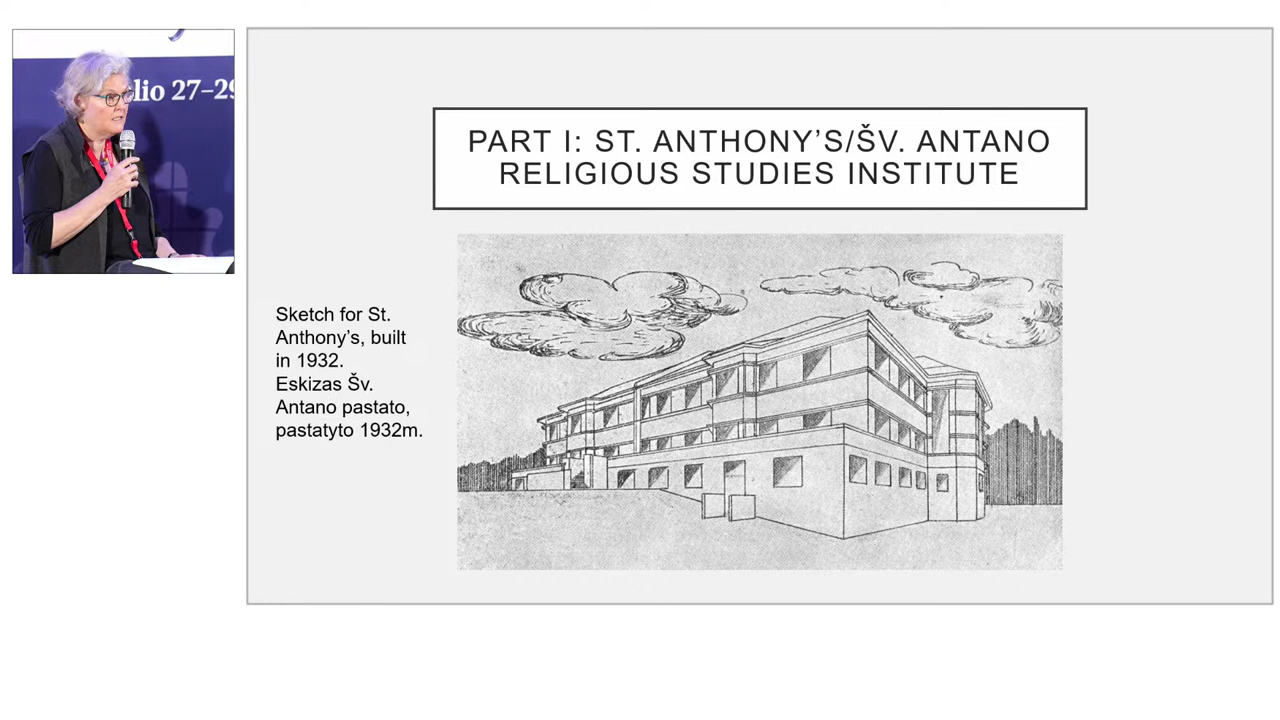 lio 27–29
PART I: ST. ANTHONY’S/ŠV. ANTANO
RELIGIOUS STUDIES INSTITUTE
Sketch for St.
Anthony’s, built
in 1932.
Eskizas Šv.
Antano pastato,
pastatyto 1932m.